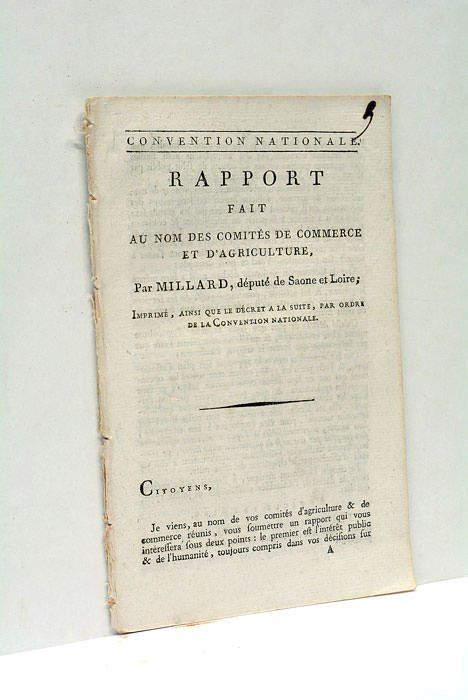 CONVENTION NATIONALE.
RAPPORT
FAIT
AU NOM DES COMITÉS DE COMMERCE
ET D'AGRICULTURE,
Par MILLARD, député de Saone et Loire;
IMPRIMÉ, AINSI QUE LE DÉCRET A LA SUITE, PAR ORDRE
DE LA CONVENTION NATIONALE.
CITOYENS,
Je viens, au nom de vos comités d'agriculture & de
commerce réunis, vous soumettre un rapport qui vous
intéressera sous deux points : le premier est l'intérêt public
& de l'humanité, toujours compris dans vos décisions sur
A